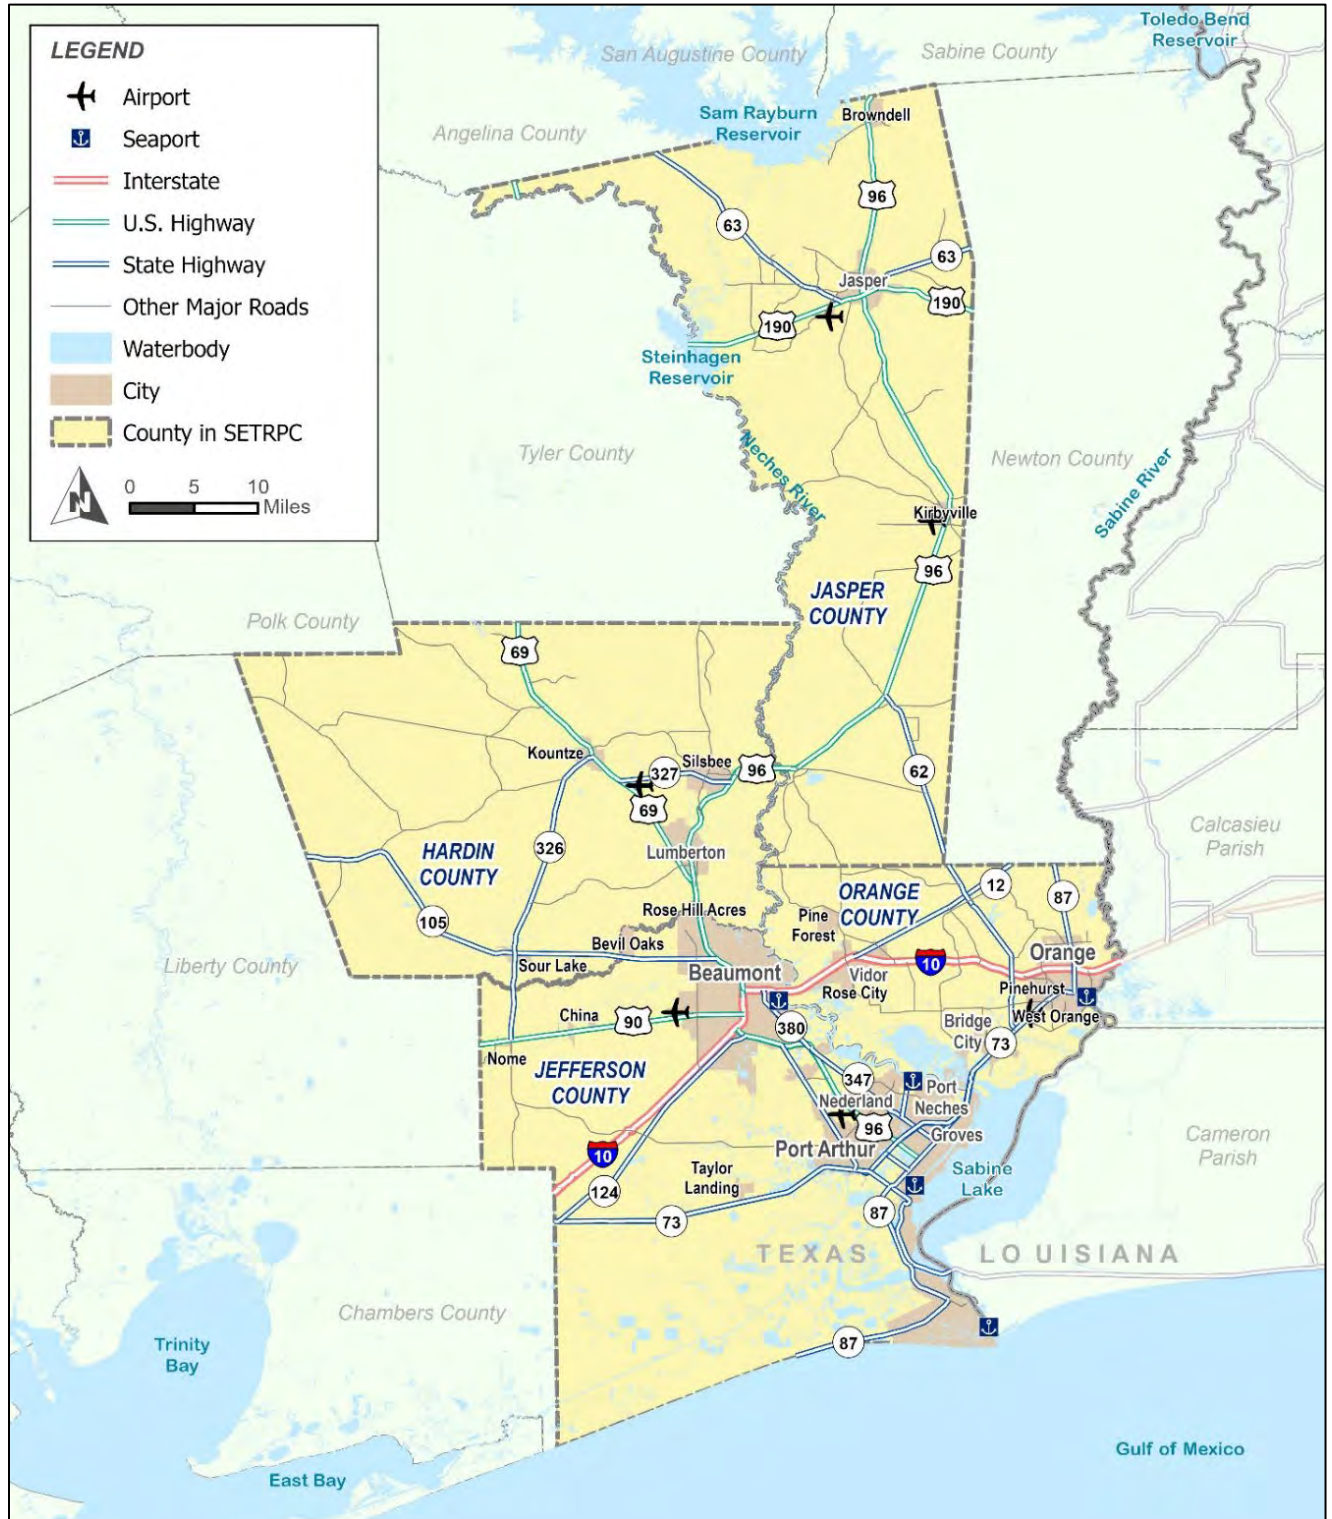 LEGEND
Airport
Seaport
Interstate
U.S. Highway
State Highway
Other Major Roads
Waterbody
City
County in SETRPC
N
0 5 10
Miles
Toledo Bend
Reservoir
San Augustine County
Sabine County
Sam Rayburn
Reservoir
Browndell
Angelina County
96
63
63
Jasper
190
190
Steinhagen
Reservoir
Tyler County
Neches River
Newton County
Sabine River
Kirbyville
96
JASPER
COUNTY
Polk County
69
Kountze
327
Silsbee
96
69
62
326
Lumberton
HARDIN
COUNTY
Calcasieu
Parish
ORANGE
COUNTY
12
87
105
Rose Hill Acres
Pine
Forest
Bevil Oaks
Orange
Liberty County
Sour Lake
Beaumont
10
Vidor
Rose City
Pinehurst
West Orange
China
90
380
Bridge
City
73
Nome
JEFFERSON
COUNTY
347
Nederland
Port
Neches
96
Groves
Port Arthur
10
Cameron
Parish
Taylor
Landing
Sabine
Lake
124
73
87
TEXAS
LOUISIANA
Chambers County
Trinity
Bay
87
East Bay
Gulf of Mexico